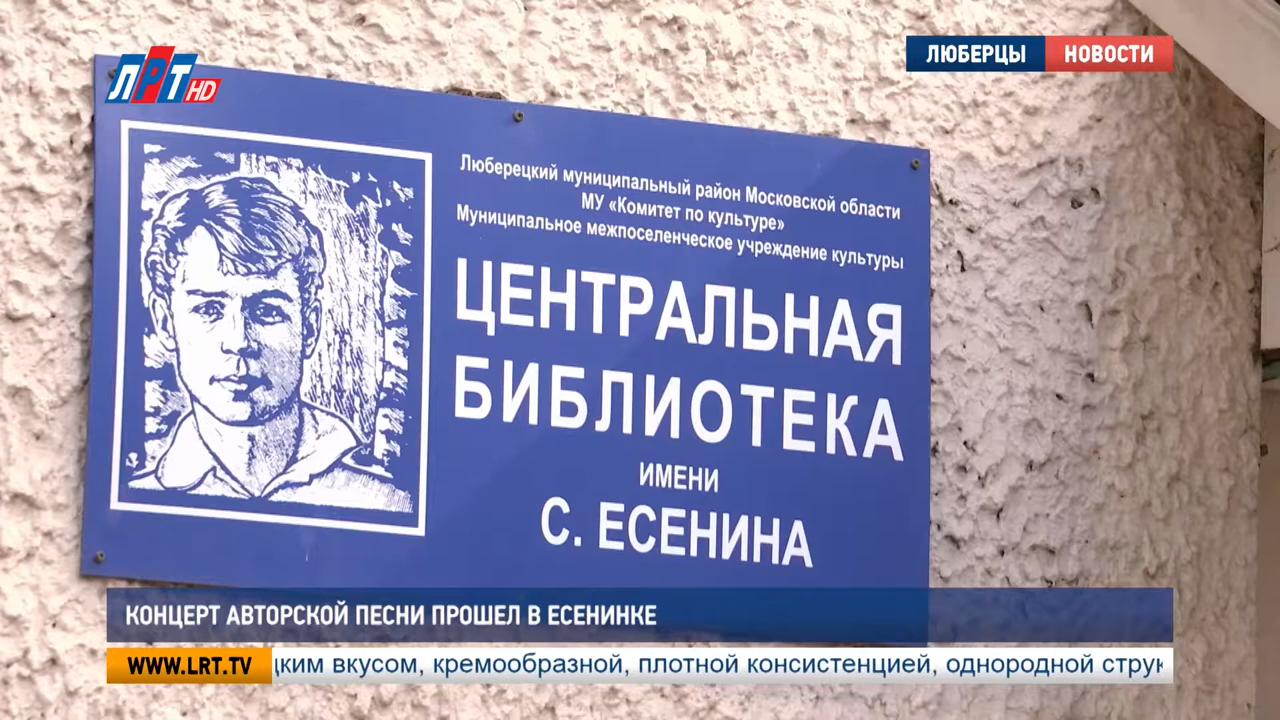 ЛРТ HD
ЛЮБЕРЦЫ НОВОСТИ
Люберецкий муниципальный район Московской области
МУ «Комитет по культуре»
Муниципальное межпоселенческое учреждение культуры
ЦЕНТРАЛЬНАЯ
БИБЛИОТЕКА
ИМЕНИ
С. ЕСЕНИНА
КОНЦЕРТ АВТОРСКОЙ ПЕСНИ ПРОШЕЛ В ЕСЕНИНКЕ
WWW.LRT.TV
вкусом, кремообразной, плотной консистенцией, однородной